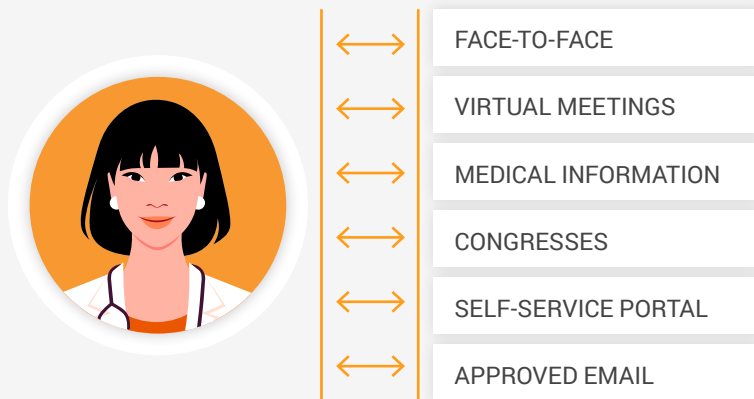 FACE-TO-FACE
VIRTUAL MEETINGS
MEDICAL INFORMATION
CONGRESSES
SELF-SERVICE PORTAL
APPROVED EMAIL